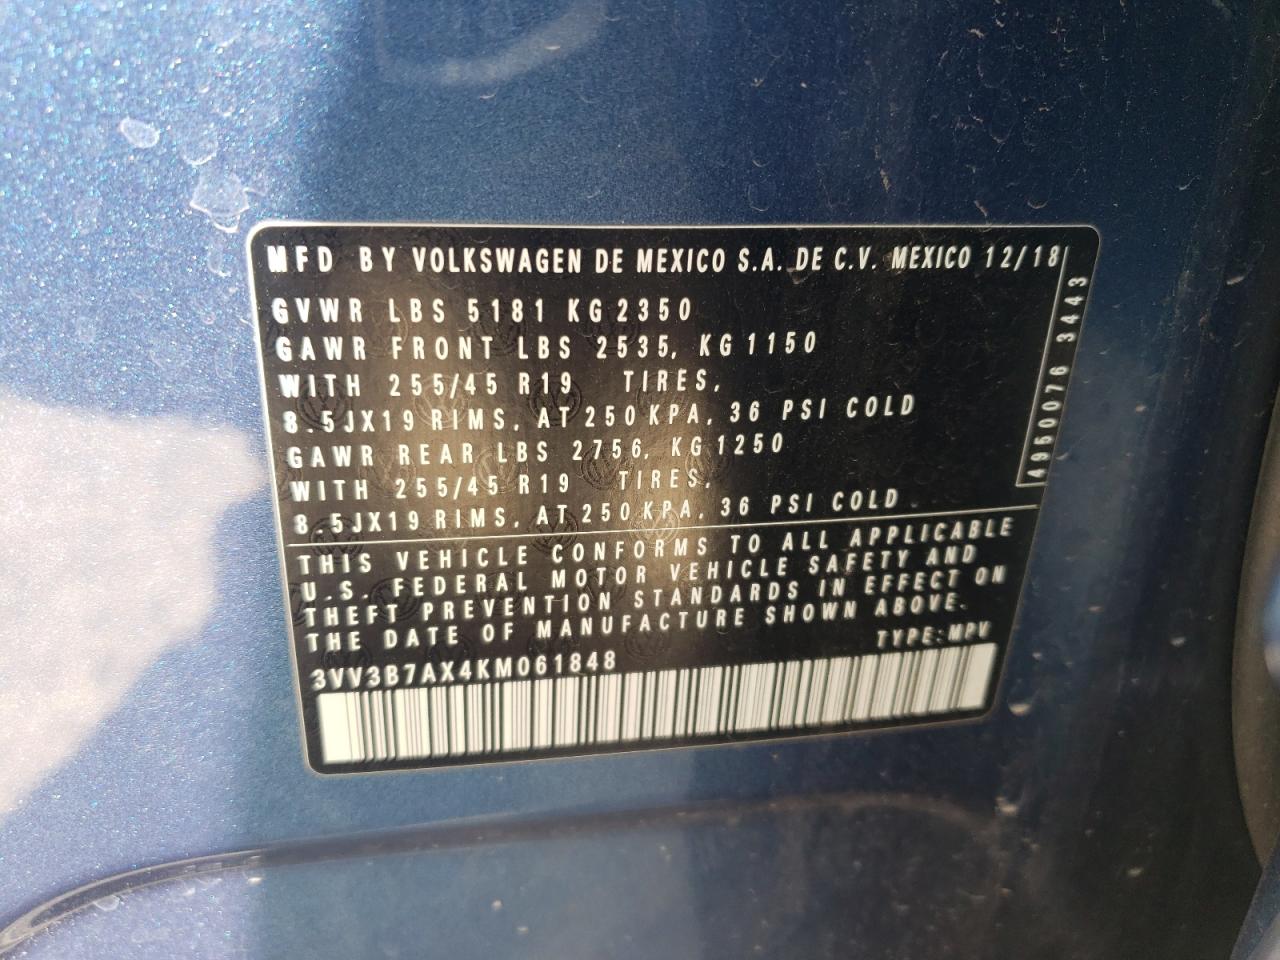 MFD BY VOLKSWAGEN DE MEXICO S.A. DE C.V. MEXICO 12/18
GVWR LBS 5181 KG 2350
GAWR FRONT LBS 2535, KG 1150
WITH 255/45 R19 TIRES,
8.5JX19 RIMS, AT 250 KPA, 36 PSI COLD
GAWR REAR LBS 2756, KG 1250
WITH 255/45 R19 TIRES,
8.5JX19 RIMS, AT 250 KPA, 36 PSI COLD
4950076 3443
THIS VEHICLE CONFORMS TO ALL APPLICABLE
U.S. FEDERAL MOTOR VEHICLE SAFETY AND
THEFT PREVENTION STANDARDS IN EFFECT ON
THE DATE OF MANUFACTURE SHOWN ABOVE.
3VV3B7AX4KM061848 TYPE: MPV